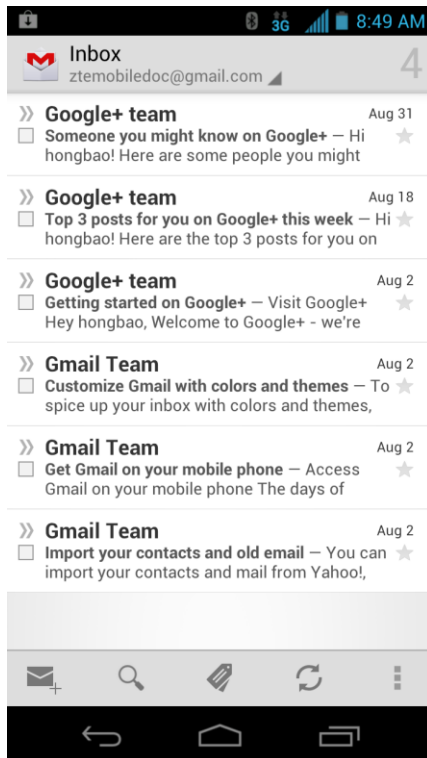 3G 8:49 AM
Inbox
ztemobiledoc@gmail.com
4
Google+ team Aug 31
Someone you might know on Google+ — Hi
hongbao! Here are some people you might
Google+ team Aug 18
Top 3 posts for you on Google+ this week — Hi
hongbao! Here are the top 3 posts for you on
Google+ team Aug 2
Getting started on Google+ — Visit Google+
Hey hongbao, Welcome to Google+ - we're
Gmail Team Aug 2
Customize Gmail with colors and themes — To
spice up your inbox with colors and themes,
Gmail Team Aug 2
Get Gmail on your mobile phone — Access
Gmail on your mobile phone The days of
Gmail Team Aug 2
Import your contacts and old email — You can
import your contacts and mail from Yahoo!,